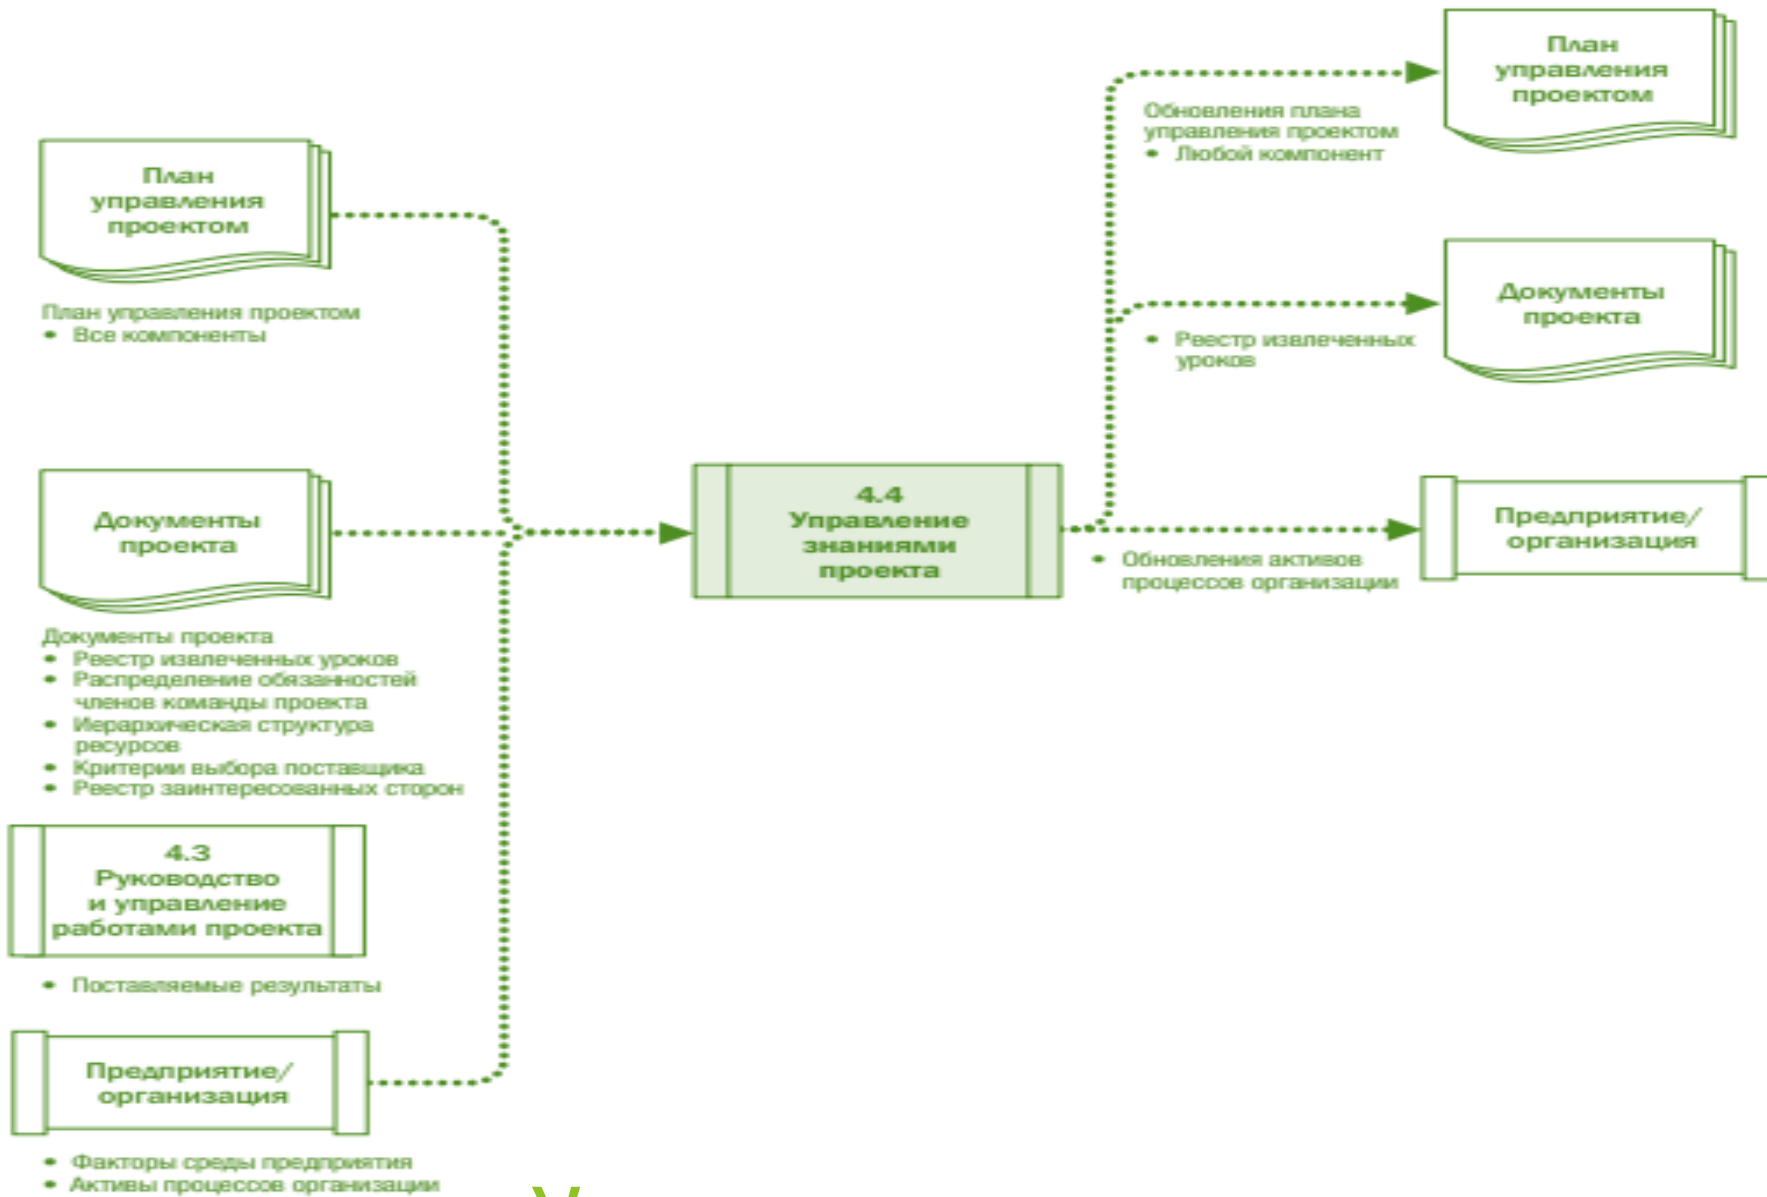 План
управления
проектом
План управления проектом
• Все компоненты
Документы
проекта
Документы проекта
• Реестр извлеченных уроков
• Распределение обязанностей
членов команды проекта
• Иерархическая структура
ресурсов
• Критерии выбора поставщика
• Реестр заинтересованных сторон
4.3
Руководство
и управление
работами проекта
• Поставляемые результаты
Предприятие/
организация
• Факторы среды предприятия
• Активы процессов организации
4.4
Управление
знаниями
проекта
Обновления плана
управления проектом
• Любой компонент
План
управления
проектом
• Реестр извлеченных
уроков
Документы
проекта
• Обновления активов
процессов организации
Предприятие/
организация